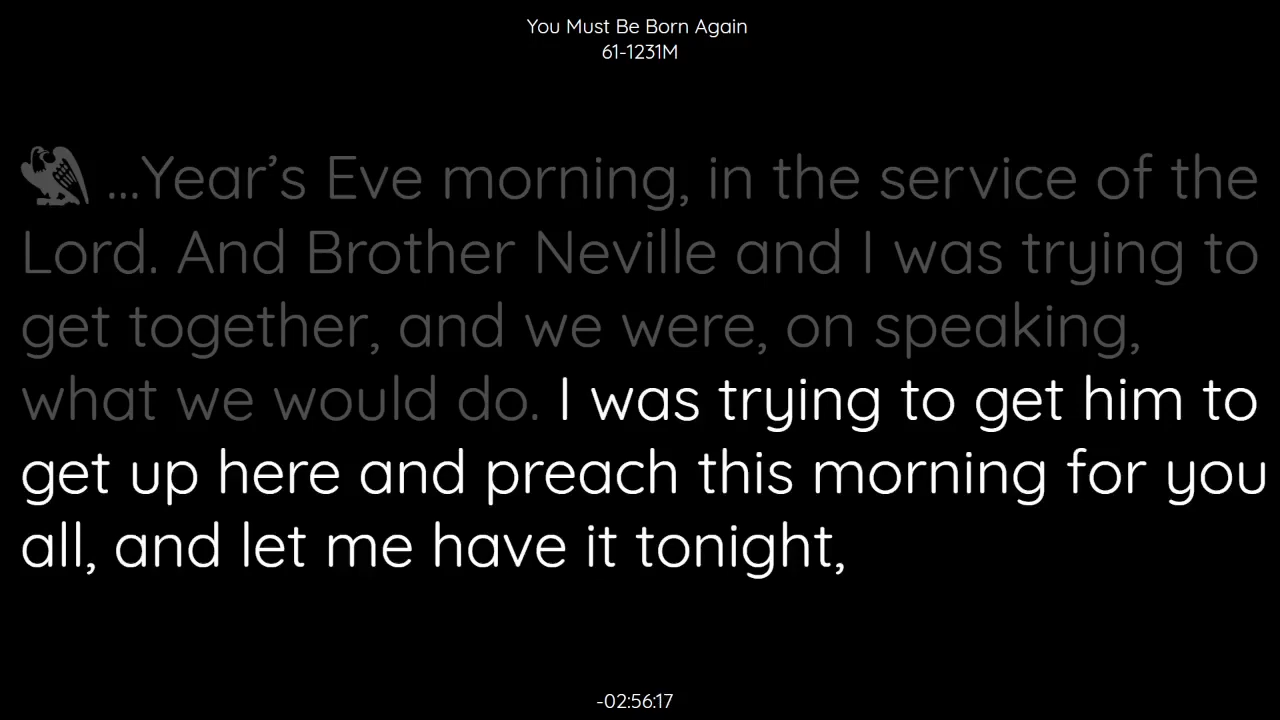 You Must Be Born Again
61-1231M
...Year’s Eve morning, in the service of the
Lord. And Brother Neville and I was trying to
get together, and we were, on speaking,
what we would do. I was trying to get him to
get up here and preach this morning for you
all, and let me have it tonight,
-02:56:17